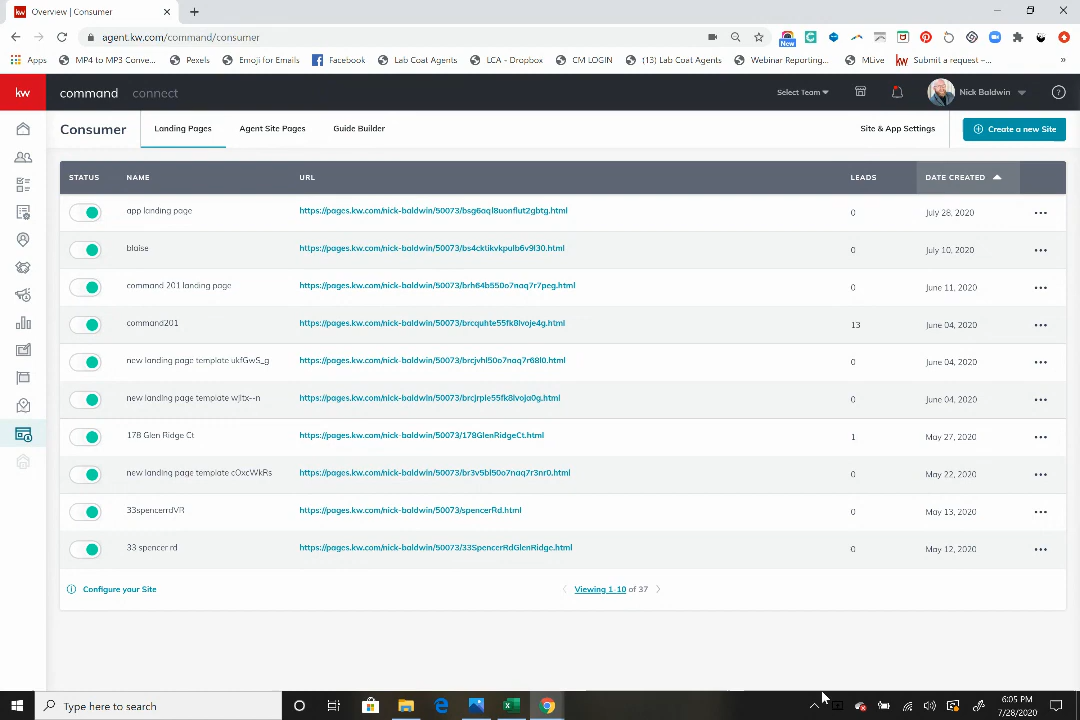 kw Overview | Consumer
agent.kw.com/command/consumer
New
Apps MP4 to MP3 Conve... Pexels Emoji for Emails Facebook Lab Coat Agents LCA - Dropbox CM LOGIN (13) Lab Coat Agents Webinar Reporting... MLive kw Submit a request –... »
kw command connect Select Team Nick Baldwin
Consumer Landing Pages Agent Site Pages Guide Builder Site & App Settings Create a new Site
STATUS NAME URL LEADS DATE CREATED
app landing page https://pages.kw.com/nick-baldwin/50073/bsg6aql8uonflut2gbtg.html 0 July 28, 2020
blaise https://pages.kw.com/nick-baldwin/50073/bs4cktikvkpulb6v9l30.html 0 July 10, 2020
command 201 landing page https://pages.kw.com/nick-baldwin/50073/brh64b550o7naq7r7peg.html 0 June 11, 2020
command201 https://pages.kw.com/nick-baldwin/50073/brcquhte55fk8lvoje4g.html 13 June 04, 2020
new landing page template ukfGwS_g https://pages.kw.com/nick-baldwin/50073/brcjvhl50o7naq7r68l0.html 0 June 04, 2020
new landing page template wjItx--n https://pages.kw.com/nick-baldwin/50073/brcjrple55fk8lvoja0g.html 0 June 04, 2020
178 Glen Ridge Ct https://pages.kw.com/nick-baldwin/50073/178GlenRidgeCt.html 1 May 27, 2020
new landing page template cOxcWkRs https://pages.kw.com/nick-baldwin/50073/br3v5bl50o7naq7r3nr0.html 0 May 22, 2020
33spencerrdVR https://pages.kw.com/nick-baldwin/50073/spencerRd.html 0 May 13, 2020
33 spencer rd https://pages.kw.com/nick-baldwin/50073/33SpencerRdGlenRidge.html 0 May 12, 2020
Configure your Site Viewing 1-10 of 37
Type here to search 6:05 PM
7/28/2020